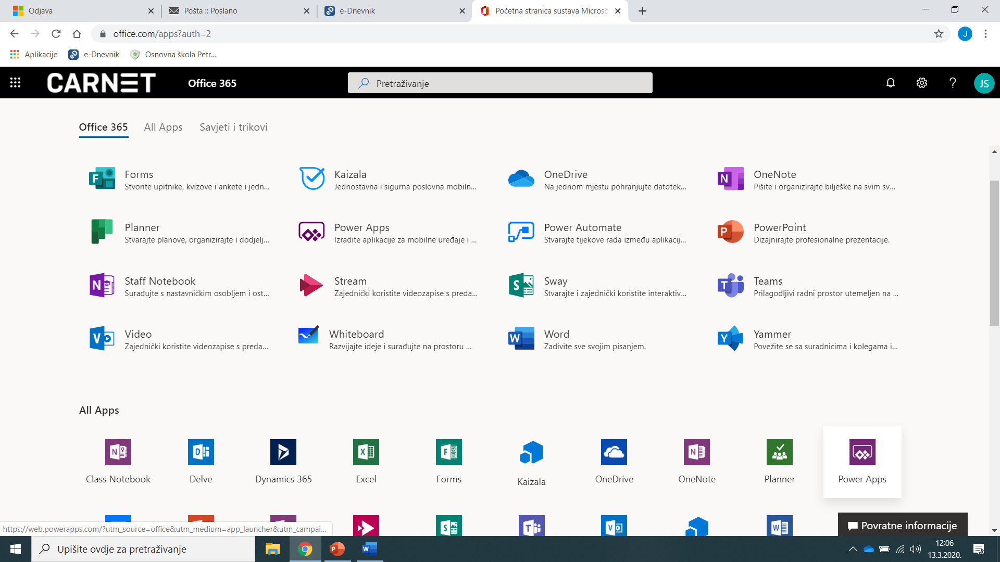 Odjava
Pošta :: Poslano
e-Dnevnik
Početna stranica sustava Microso
office.com/apps?auth=2
J
Aplikacije
e-Dnevnik
Osnovna škola Petr...
CARNET
Office 365
Pretraživanje
JS
Office 365
All Apps
Savjeti i trikovi
Forms
Stvorite upitnike, kvizove i ankete i jedn...
Kaizala
Jednostavna i sigurna poslovna mobiln...
OneDrive
Na jednom mjestu pohranjujte datotek...
OneNote
Pišite i organizirajte bilješke na svim sv...
Planner
Stvarajte planove, organizirajte i dodjelj...
Power Apps
Izradite aplikacije za mobilne uređaje i ...
Power Automate
Stvarajte tijekove rada između aplikacij...
PowerPoint
Dizajnirajte profesionalne prezentacije.
Staff Notebook
Surađujte s nastavničkim osobljem i ost...
Stream
Zajednički koristite videozapise s preda...
Sway
Stvarajte i zajednički koristite interaktiv...
Teams
Prilagodljivi radni prostor utemeljen na ...
Video
Zajednički koristite videozapise s preda...
Whiteboard
Razvijajte ideje i surađujte na prostoru ...
Word
Zadivite sve svojim pisanjem.
Yammer
Povežite se sa suradnicima i kolegama i...
All Apps
Class Notebook
Delve
Dynamics 365
Excel
Forms
Kaizala
OneDrive
OneNote
Planner
Power Apps
https://web.powerapps.com/?utm_source=office&utm_medium=app_launcher&utm_campai...
Povratne informacije
Upišite ovdje za pretraživanje
12:06
13.3.2020.